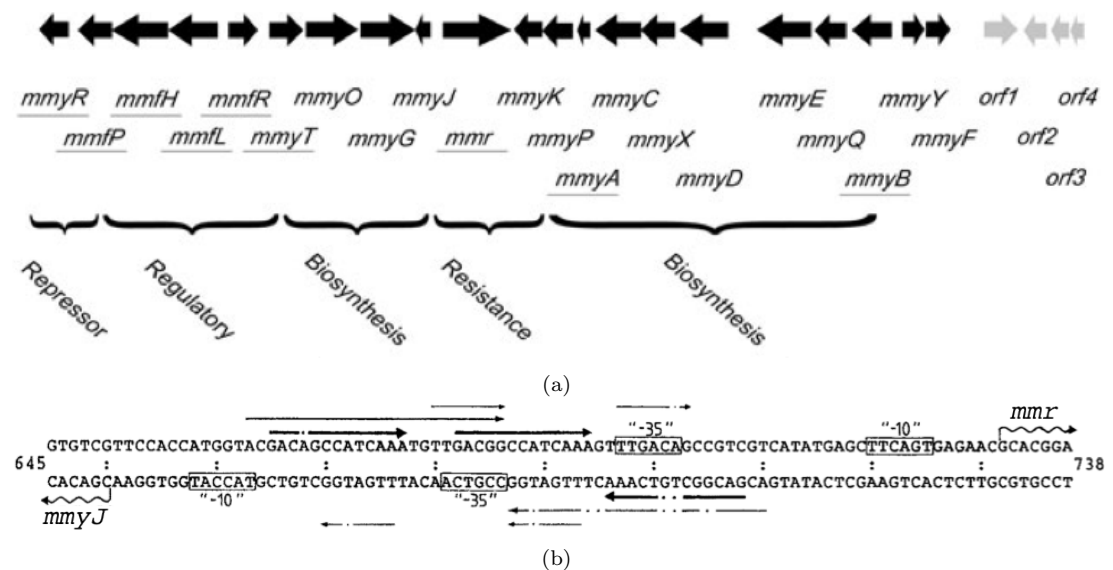 mmyR mmfH mmfR mmyO mmyJ mmyK mmyC mmyE mmyY orf1 orf4
mmfP mmfL mmyT mmyG mmr mmyP mmyX mmyQ mmyF orf2
mmyA mmyD mmyB orf3
Repressor Regulatory Biosynthesis Resistance Biosynthesis
(a)
mmr
"-35" "-10"
GTGTCGTTCCACCATGGTACGACAGCCATCAAATGTTGACGGCCATCAAAGTTTGACAGCCGTCGTCATATGAGCTTCAGTGAGAACGCACGGA
645 : : : : : : : : : 738
CACAGCAAGGTGGTACCATGCTGTCGGTAGTTTACAACTGCCGGTAGTTTCAAACTGTCGGCAGCAGTATACTCGAAGTCACTCTTGCGTGCCT
"-10" "-35"
mmyJ
(b)